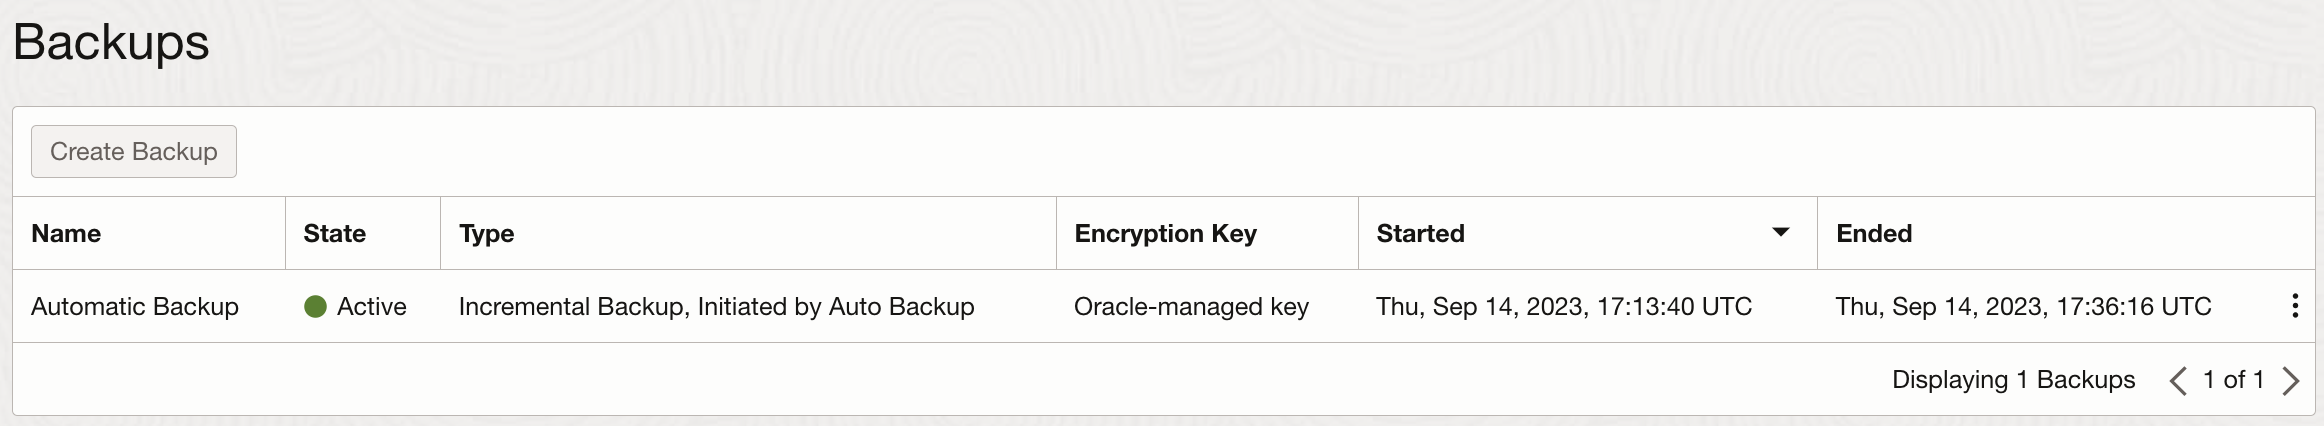 Backups
Create Backup
Name State Type Encryption Key Started Ended
Automatic Backup Active Incremental Backup, Initiated by Auto Backup Oracle-managed key Thu, Sep 14, 2023, 17:13:40 UTC Thu, Sep 14, 2023, 17:36:16 UTC
Displaying 1 Backups 1 of 1